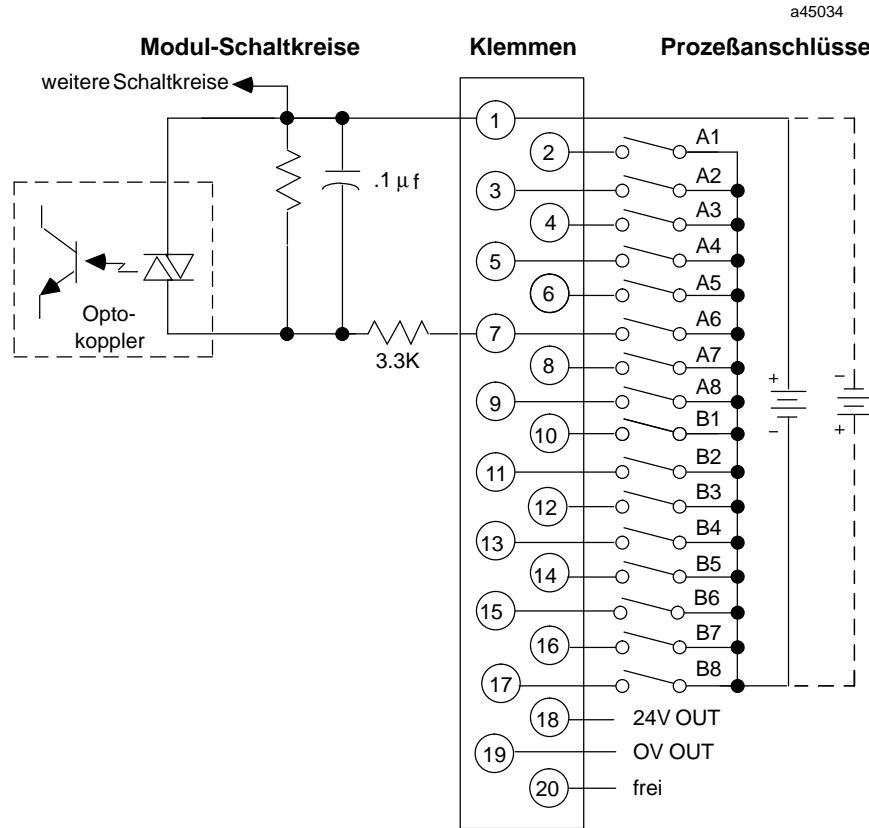 a45034
Modul-Schaltkreise Klemmen Prozeßanschlüsse
weitere Schaltkreise
1
2 A1
.1 μf
3 A2
4 A3
5 A4
6 A5
Opto-
koppler
7 A6
3.3K
8 A7
9 A8
+ −
10 B1
− +
11 B2
12 B3
13 B4
14 B5
15 B6
16 B7
17 B8
18 24V OUT
19 OV OUT
20 frei